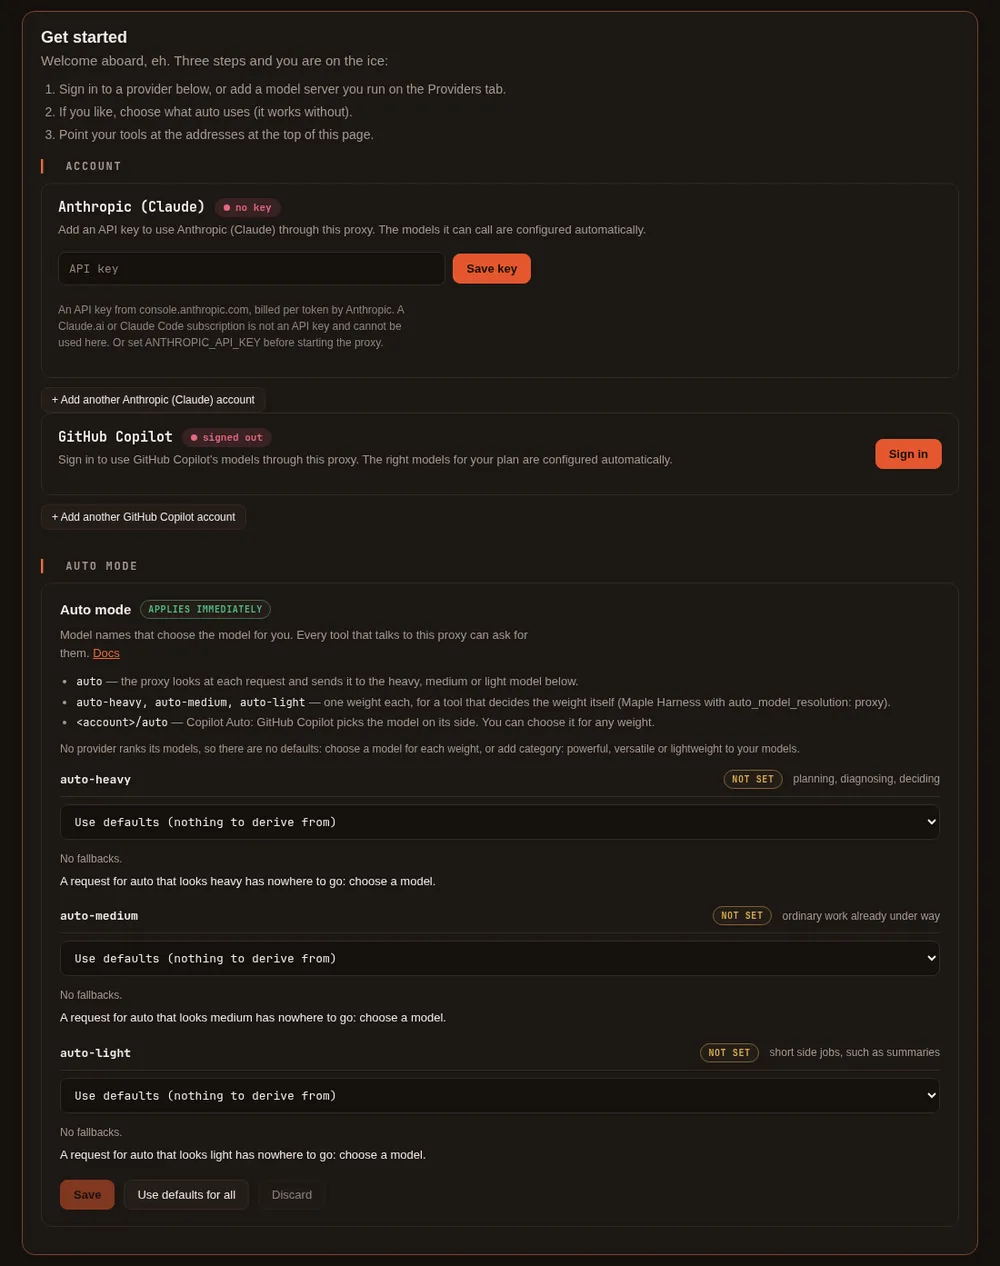 Get started
Welcome aboard, eh. Three steps and you are on the ice:
1. Sign in to a provider below, or add a model server you run on the Providers tab.
2. If you like, choose what auto uses (it works without).
3. Point your tools at the addresses at the top of this page.
ACCOUNT
Anthropic (Claude) no key
Add an API key to use Anthropic (Claude) through this proxy. The models it can call are configured automatically.
API key Save key
An API key from console.anthropic.com, billed per token by Anthropic. A
Claude.ai or Claude Code subscription is not an API key and cannot be
used here. Or set ANTHROPIC_API_KEY before starting the proxy.
+ Add another Anthropic (Claude) account
GitHub Copilot signed out
Sign in to use GitHub Copilot's models through this proxy. The right models for your plan are configured automatically.
Sign in
+ Add another GitHub Copilot account
AUTO MODE
Auto mode APPLIES IMMEDIATELY
Model names that choose the model for you. Every tool that talks to this proxy can ask for
them. Docs
• auto — the proxy looks at each request and sends it to the heavy, medium or light model below.
• auto-heavy, auto-medium, auto-light — one weight each, for a tool that decides the weight itself (Maple Harness with auto_model_resolution: proxy).
• <account>/auto — Copilot Auto: GitHub Copilot picks the model on its side. You can choose it for any weight.
No provider ranks its models, so there are no defaults: choose a model for each weight, or add category: powerful, versatile or lightweight to your models.
auto-heavy NOT SET planning, diagnosing, deciding
Use defaults (nothing to derive from)
No fallbacks.
A request for auto that looks heavy has nowhere to go: choose a model.
auto-medium NOT SET ordinary work already under way
Use defaults (nothing to derive from)
No fallbacks.
A request for auto that looks medium has nowhere to go: choose a model.
auto-light NOT SET short side jobs, such as summaries
Use defaults (nothing to derive from)
No fallbacks.
A request for auto that looks light has nowhere to go: choose a model.
Save Use defaults for all Discard